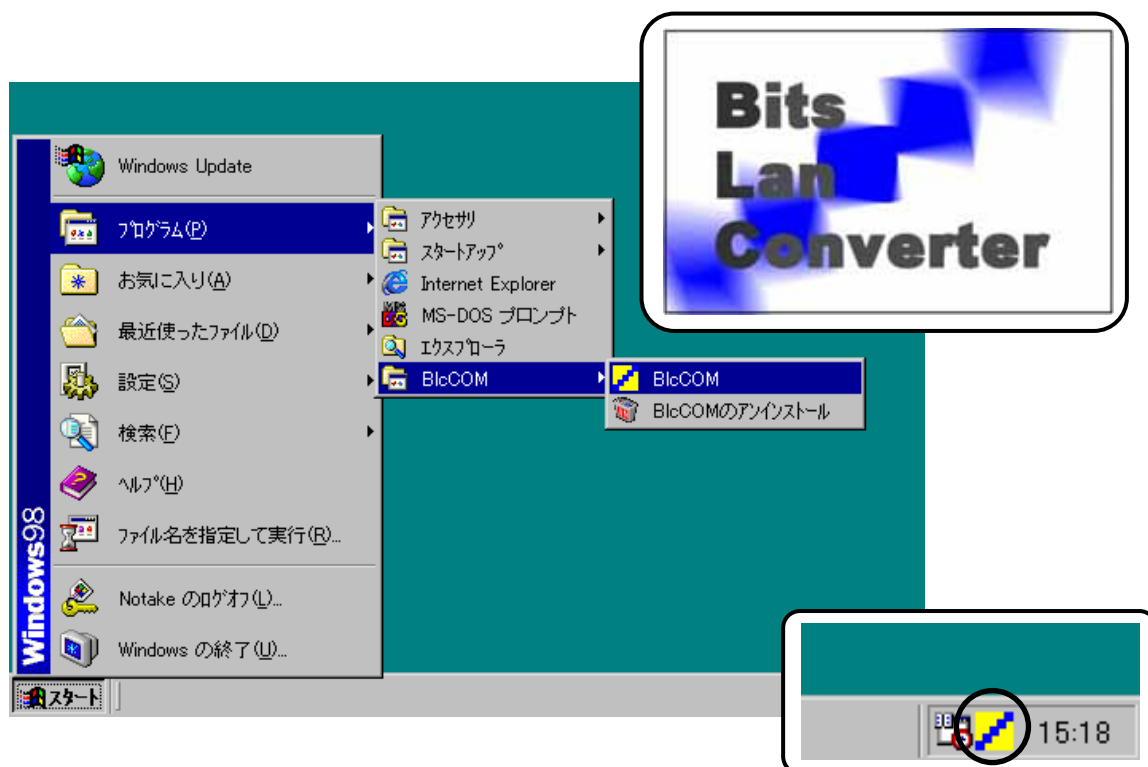 Bits
Lan
Converter
Windows98
Windows Update
プログラム(P)
お気に入り(A)
最近使ったファイル(D)
設定(S)
検索(F)
ヘルプ(H)
ファイル名を指定して実行(R)...
Notake のログオフ(L)...
Windows の終了(U)...
アクセサリ
スタートアップ
Internet Explorer
MS-DOS プロンプト
エクスプローラ
BlcCOM
BlcCOM
BlcCOMのアンインストール
スタート
15:18